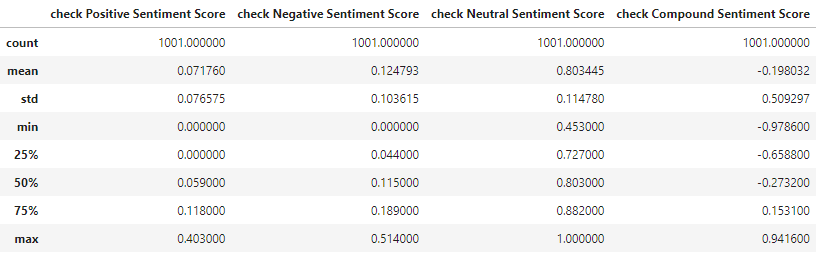 check Positive Sentiment Score check Negative Sentiment Score check Neutral Sentiment Score check Compound Sentiment Score
count 1001.000000 1001.000000 1001.000000 1001.000000
mean 0.071760 0.124793 0.803445 -0.198032
std 0.076575 0.103615 0.114780 0.509297
min 0.000000 0.000000 0.453000 -0.978600
25% 0.000000 0.044000 0.727000 -0.658800
50% 0.059000 0.115000 0.803000 -0.273200
75% 0.118000 0.189000 0.882000 0.153100
max 0.403000 0.514000 1.000000 0.941600